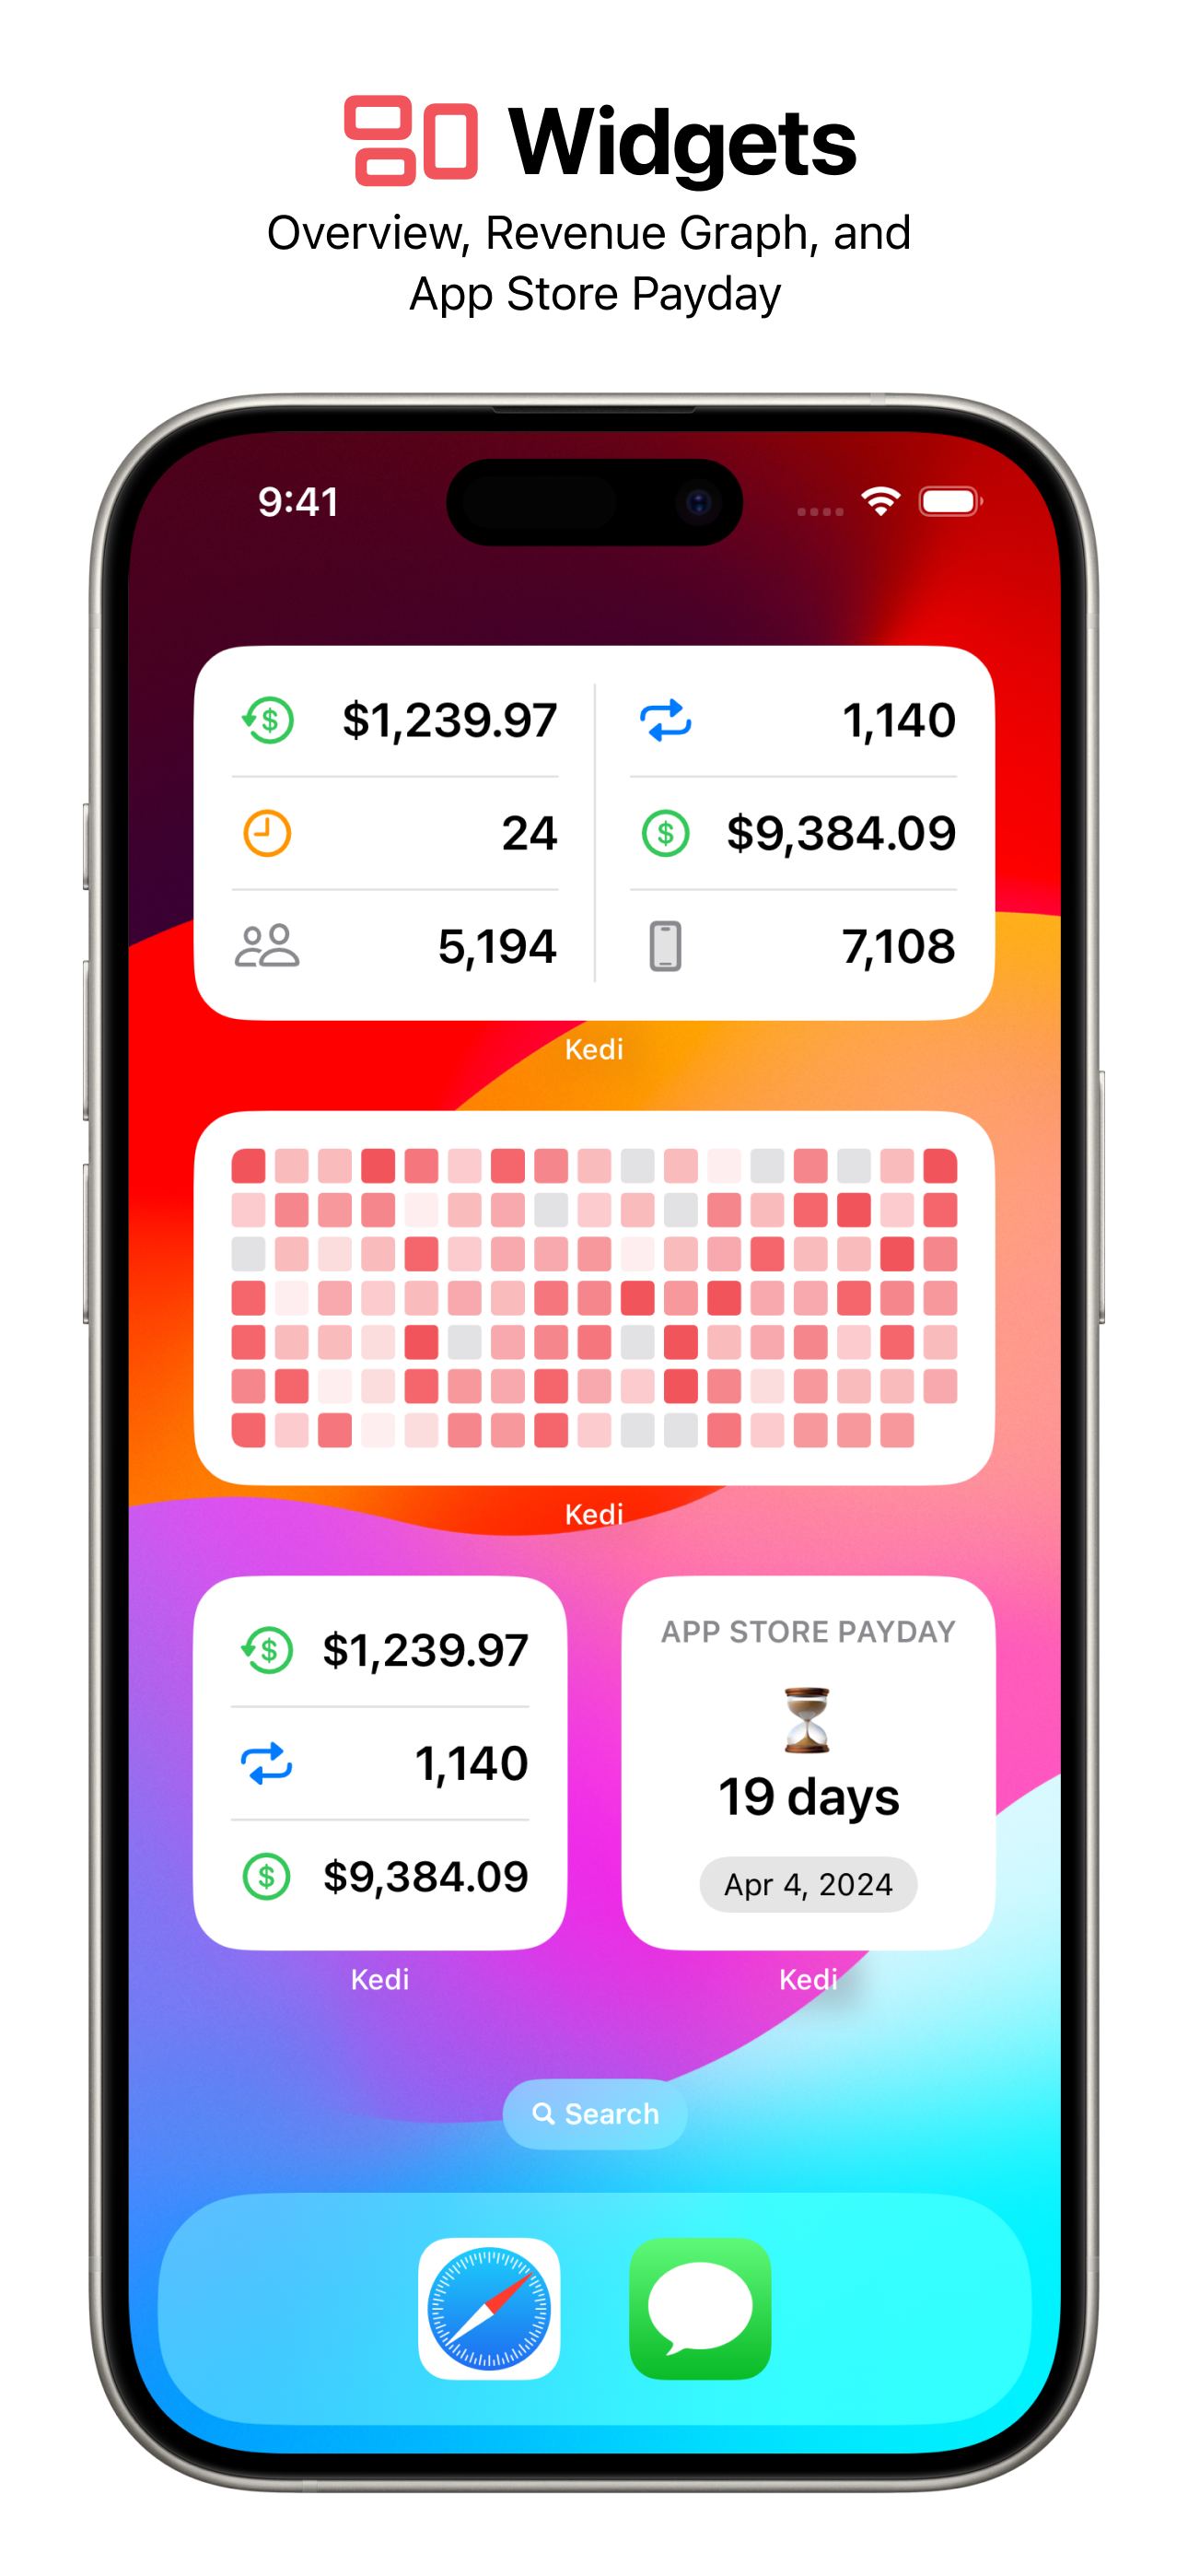 Widgets
Overview, Revenue Graph, and
App Store Payday
9:41
$1,239.97
1,140
24
$9,384.09
5,194
7,108
Kedi
Kedi
$1,239.97
1,140
$9,384.09
Kedi
APP STORE PAYDAY
19 days
Apr 4, 2024
Kedi
Search